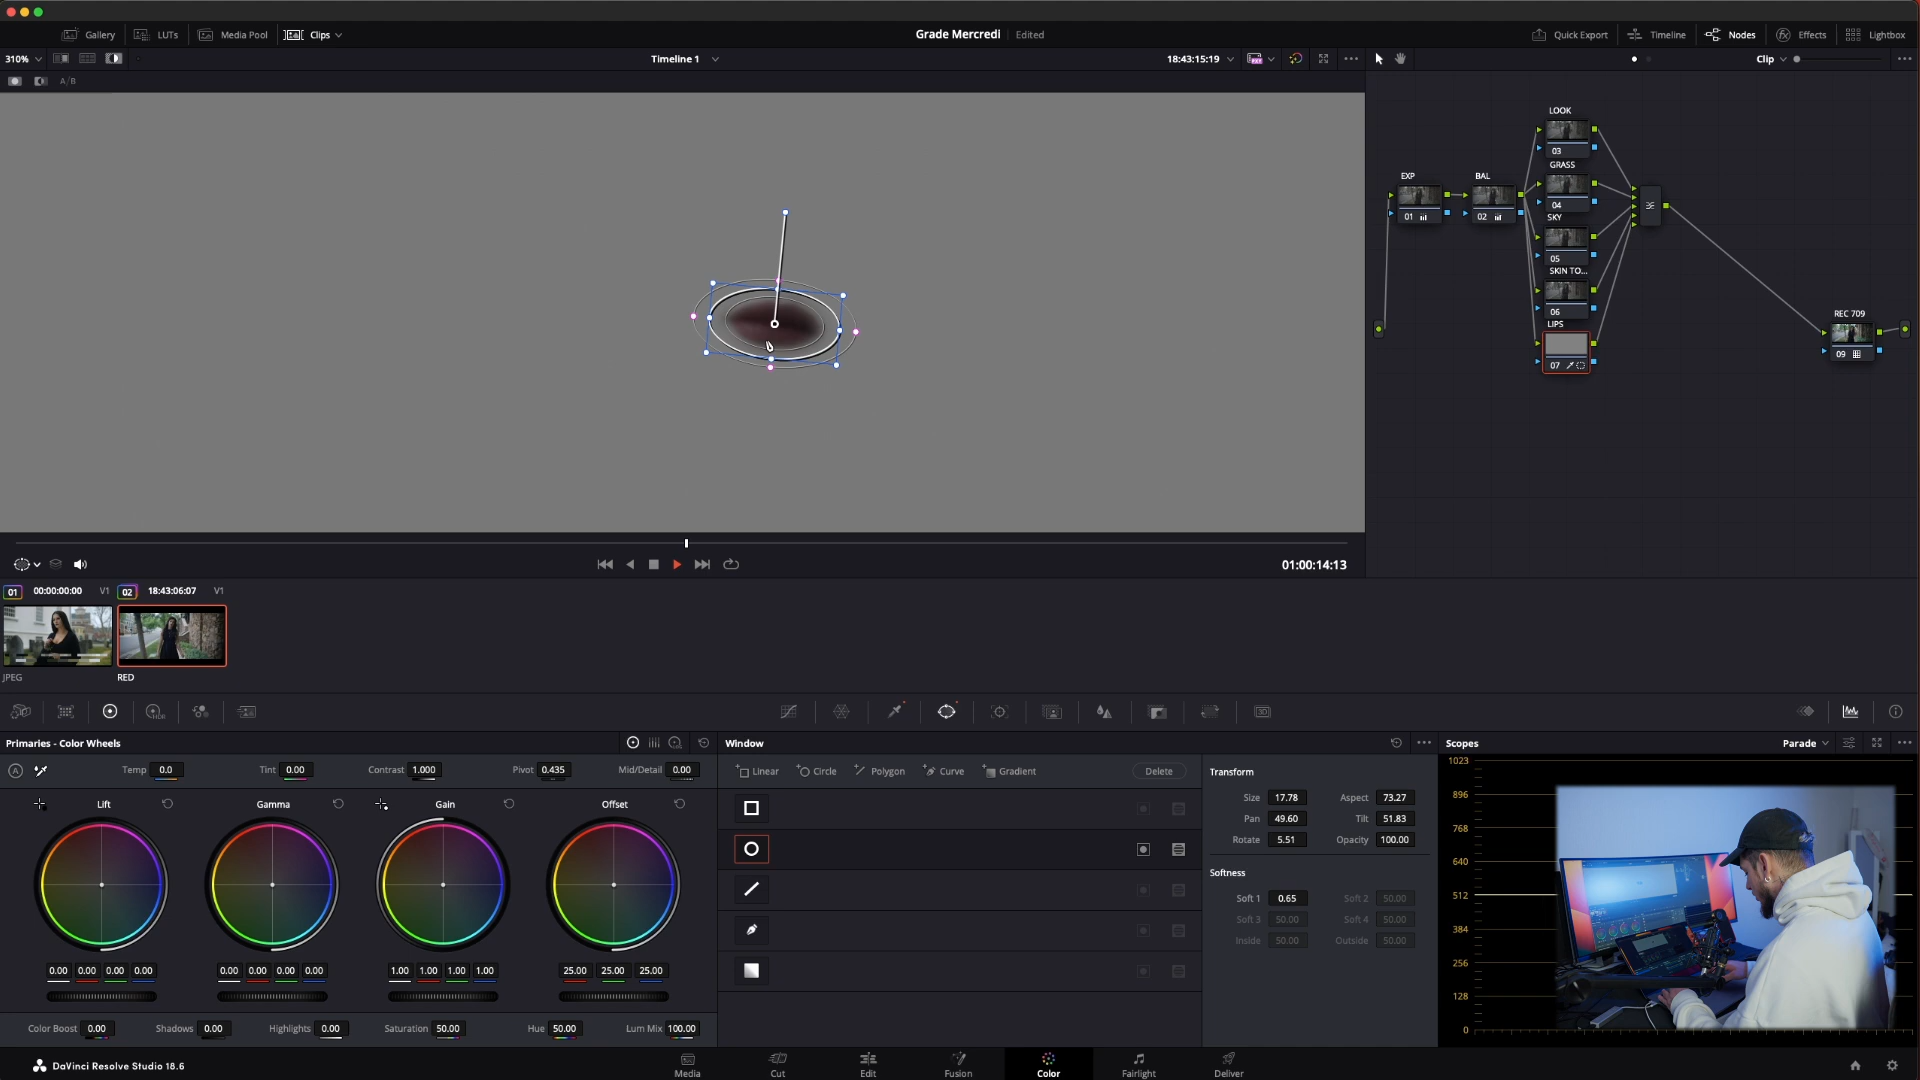 Gallery LUTs Media Pool Clips Grade Mercredi Edited Quick Export Timeline Nodes Effects Lightbox
310% Timeline 1 18:43:15:19 Clip
A/B
LOOK
03
GRASS
04
SKY
05
SKIN TO...
06
LIPS
07
EXP
01
BAL
02
REC 709
09
01:00:14:13
01 00:00:00:00 V1 02 18:43:06:07 V1
JPEG RED
Primaries - Color Wheels
Temp 0.0 Tint 0.00 Contrast 1.000 Pivot 0.435 Mid/Detail 0.00
Lift Gamma Gain Offset
0.00 0.00 0.00 0.00 0.00 0.00 0.00 0.00 1.00 1.00 1.00 1.00 25.00 25.00 25.00
Color Boost 0.00 Shadows 0.00 Highlights 0.00 Saturation 50.00 Hue 50.00 Lum Mix 100.00
Window
Linear Circle Polygon Curve Gradient Delete
Transform
Size 17.78 Aspect 73.27
Pan 49.60 Tilt 51.83
Rotate 5.51 Opacity 100.00
Softness
Soft 1 0.65 Soft 2 50.00
Soft 3 50.00 Soft 4 50.00
Inside 50.00 Outside 50.00
Scopes Parade
1023
896
768
640
512
384
256
128
0
DaVinci Resolve Studio 18.6
Media Cut Edit Fusion Color Fairlight Deliver